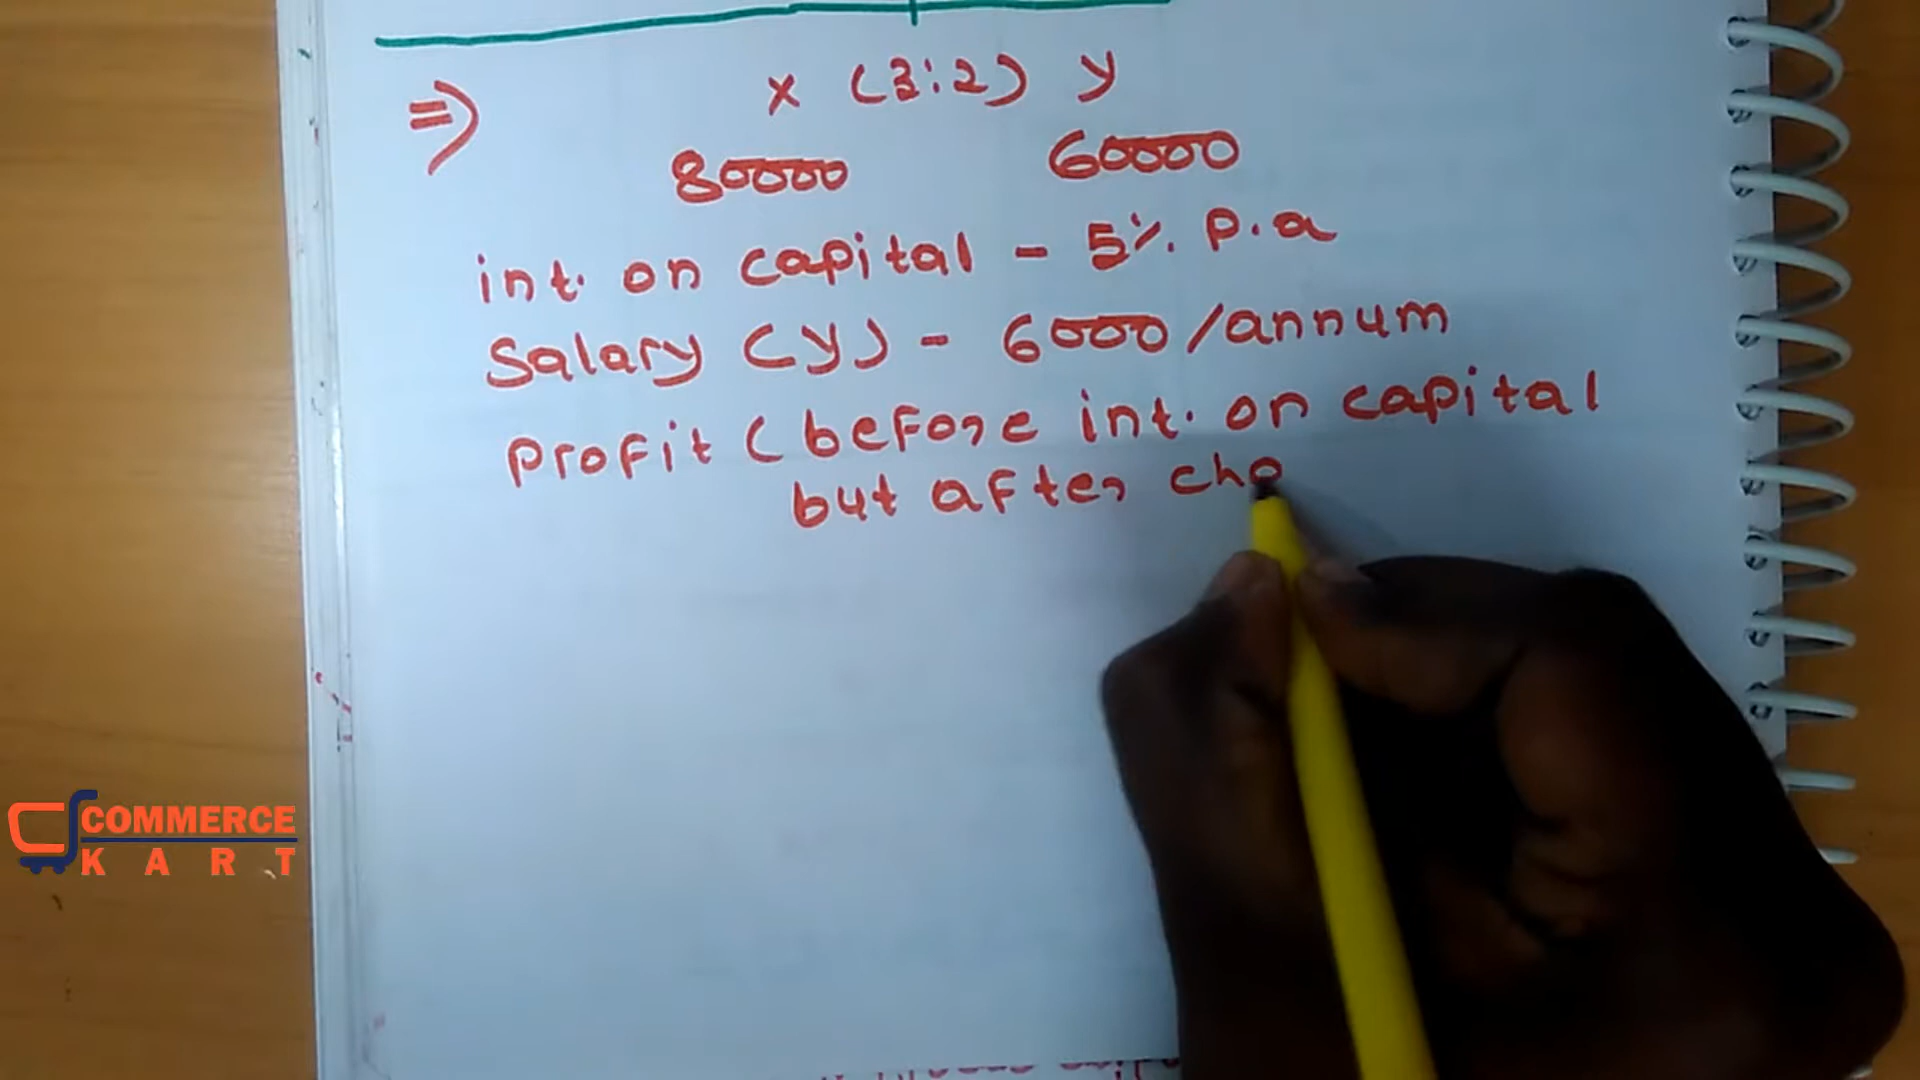 => x (3:2) y
80000 60000
int. on capital - 5% p.a
Salary (y) - 6000/annum
Profit (before int. on capital
but after cha
COMMERCE
KART